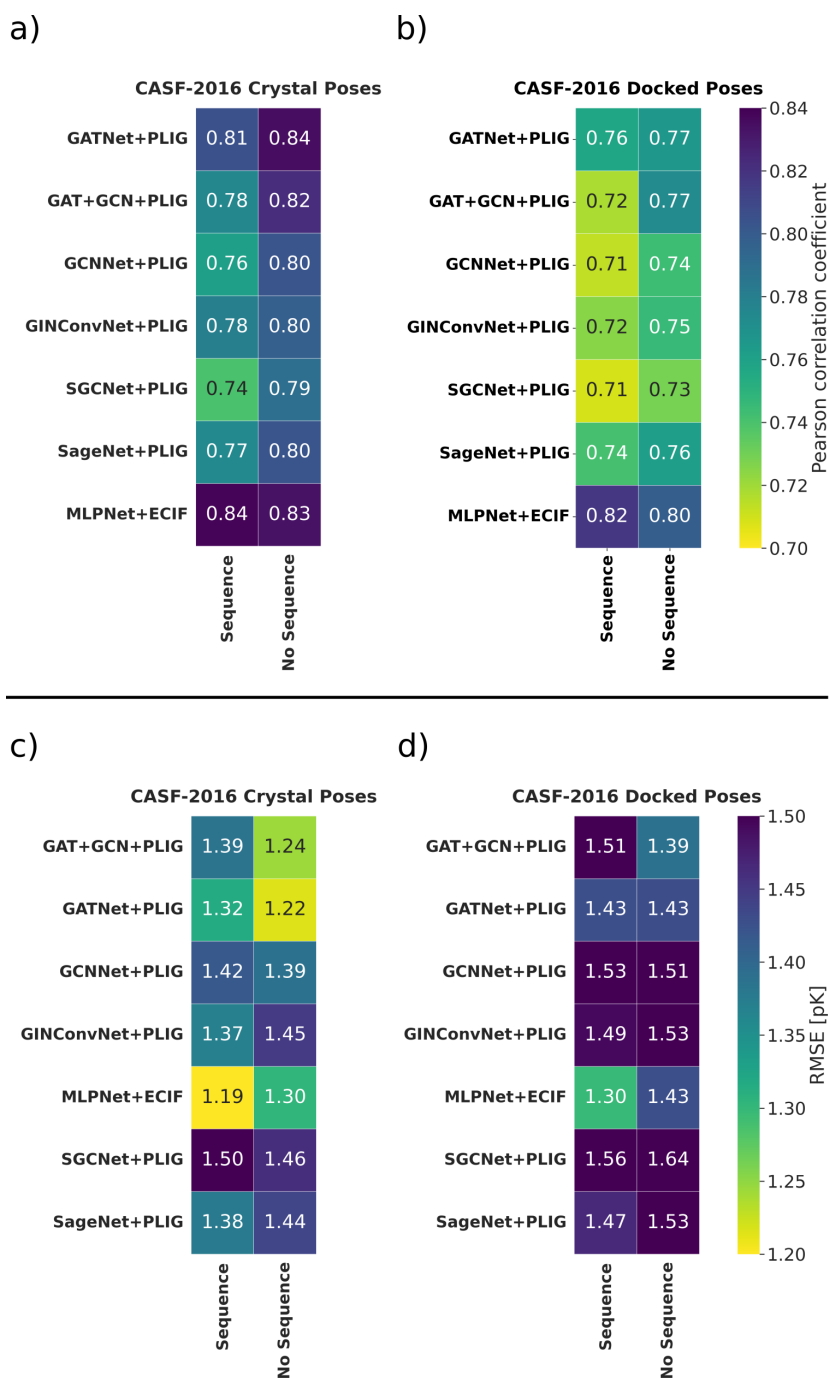 a)
b)
CASF-2016 Crystal Poses
CASF-2016 Docked Poses
GATNet+PLIG 0.81 0.84
GAT+GCN+PLIG 0.78 0.82
GCNNet+PLIG 0.76 0.80
GINConvNet+PLIG 0.78 0.80
SGCNet+PLIG 0.74 0.79
SageNet+PLIG 0.77 0.80
MLPNet+ECIF 0.84 0.83
Sequence
No Sequence
GATNet+PLIG 0.76 0.77
GAT+GCN+PLIG 0.72 0.77
GCNNet+PLIG 0.71 0.74
GINConvNet+PLIG 0.72 0.75
SGCNet+PLIG 0.71 0.73
SageNet+PLIG 0.74 0.76
MLPNet+ECIF 0.82 0.80
Sequence
No Sequence
0.84
0.82
0.80
0.78
0.76
0.74
0.72
0.70
Pearson correlation coefficient
c)
d)
CASF-2016 Crystal Poses
CASF-2016 Docked Poses
GAT+GCN+PLIG 1.39 1.24
GATNet+PLIG 1.32 1.22
GCNNet+PLIG 1.42 1.39
GINConvNet+PLIG 1.37 1.45
MLPNet+ECIF 1.19 1.30
SGCNet+PLIG 1.50 1.46
SageNet+PLIG 1.38 1.44
Sequence
No Sequence
GAT+GCN+PLIG 1.51 1.39
GATNet+PLIG 1.43 1.43
GCNNet+PLIG 1.53 1.51
GINConvNet+PLIG 1.49 1.53
MLPNet+ECIF 1.30 1.43
SGCNet+PLIG 1.56 1.64
SageNet+PLIG 1.47 1.53
Sequence
No Sequence
1.50
1.45
1.40
1.35
1.30
1.25
1.20
RMSE [pK]